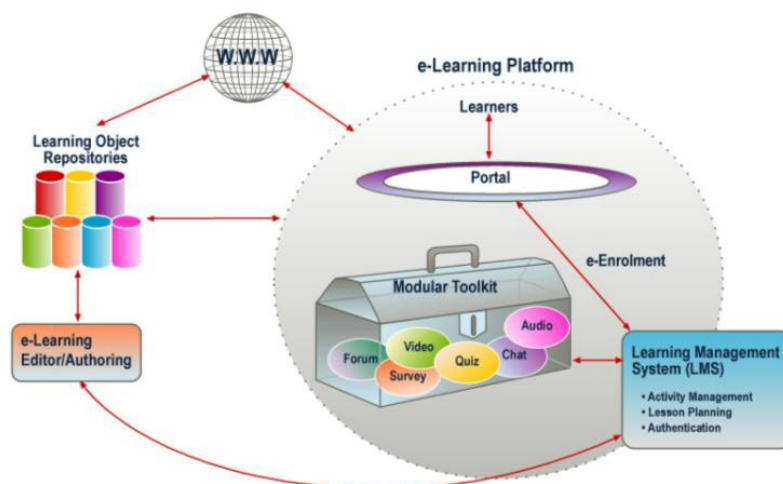 W.W.W
e-Learning Platform
Learners
Learning Object
Repositories
Portal
e-Enrolment
Modular Toolkit
Audio
Video
Forum
Chat
Quiz
Survey
e-Learning
Editor/Authoring
Learning Management
System (LMS)
• Activity Management
• Lesson Planning
• Authentication